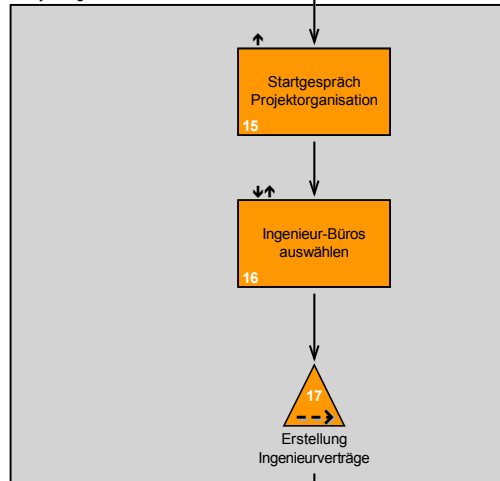 Startgespräch
Projektorganisation
15
Ingenieur-Büros
auswählen
16
17
Erstellung
Ingenieurverträge